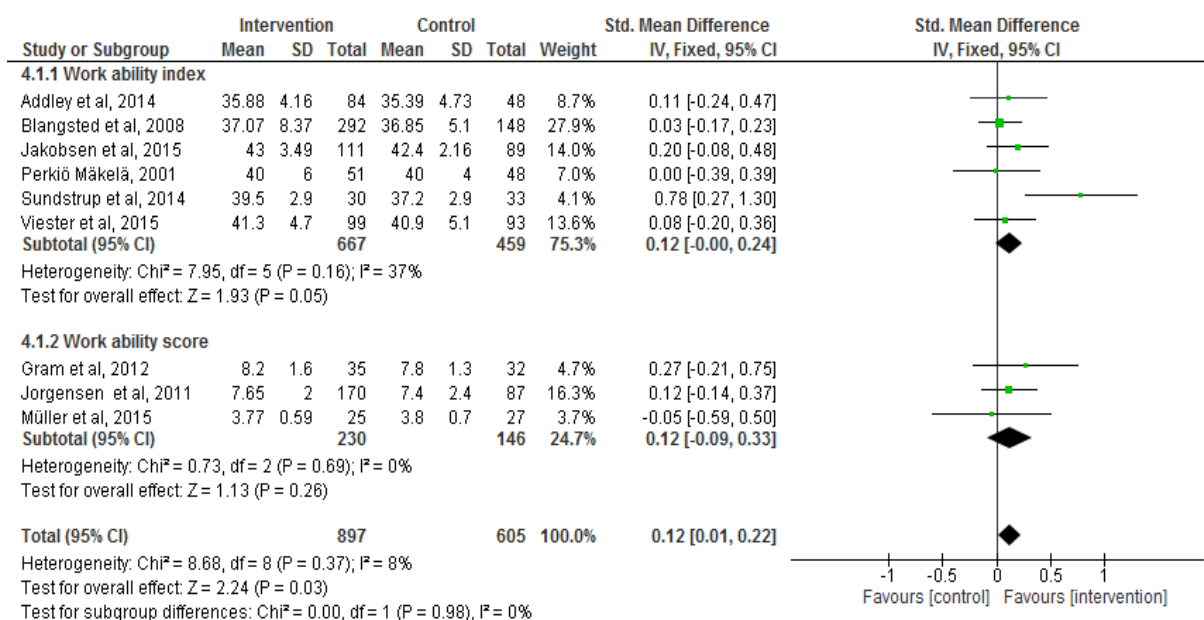 Intervention Control Std. Mean Difference Std. Mean Difference
Study or Subgroup Mean SD Total Mean SD Total Weight IV, Fixed, 95% CI IV, Fixed, 95% CI
4.1.1 Work ability index
Addley et al, 2014 35.88 4.16 84 35.39 4.73 48 8.7% 0.11 [-0.24, 0.47]
Blangsted et al, 2008 37.07 8.37 292 36.85 5.1 148 27.9% 0.03 [-0.17, 0.23]
Jakobsen et al, 2015 43 3.49 111 42.4 2.16 89 14.0% 0.20 [-0.08, 0.48]
Perkiö Mäkelä, 2001 40 6 51 40 4 48 7.0% 0.00 [-0.39, 0.39]
Sundstrup et al, 2014 39.5 2.9 30 37.2 2.9 33 4.1% 0.78 [0.27, 1.30]
Viester et al, 2015 41.3 4.7 99 40.9 5.1 93 13.6% 0.08 [-0.20, 0.36]
Subtotal (95% CI) 667 459 75.3% 0.12 [-0.00, 0.24]
Heterogeneity: Chi² = 7.95, df = 5 (P = 0.16); I² = 37%
Test for overall effect: Z = 1.93 (P = 0.05)
4.1.2 Work ability score
Gram et al, 2012 8.2 1.6 35 7.8 1.3 32 4.7% 0.27 [-0.21, 0.75]
Jorgensen et al, 2011 7.65 2 170 7.4 2.4 87 16.3% 0.12 [-0.14, 0.37]
Müller et al, 2015 3.77 0.59 25 3.8 0.7 27 3.7% -0.05 [-0.59, 0.50]
Subtotal (95% CI) 230 146 24.7% 0.12 [-0.09, 0.33]
Heterogeneity: Chi² = 0.73, df = 2 (P = 0.69); I² = 0%
Test for overall effect: Z = 1.13 (P = 0.26)
Total (95% CI) 897 605 100.0% 0.12 [0.01, 0.22]
Heterogeneity: Chi² = 8.68, df = 8 (P = 0.37); I² = 8%
Test for overall effect: Z = 2.24 (P = 0.03)
Test for subgroup differences: Chi² = 0.00, df = 1 (P = 0.98), I² = 0%
-1 -0.5 0 0.5 1
Favours [control] Favours [intervention]